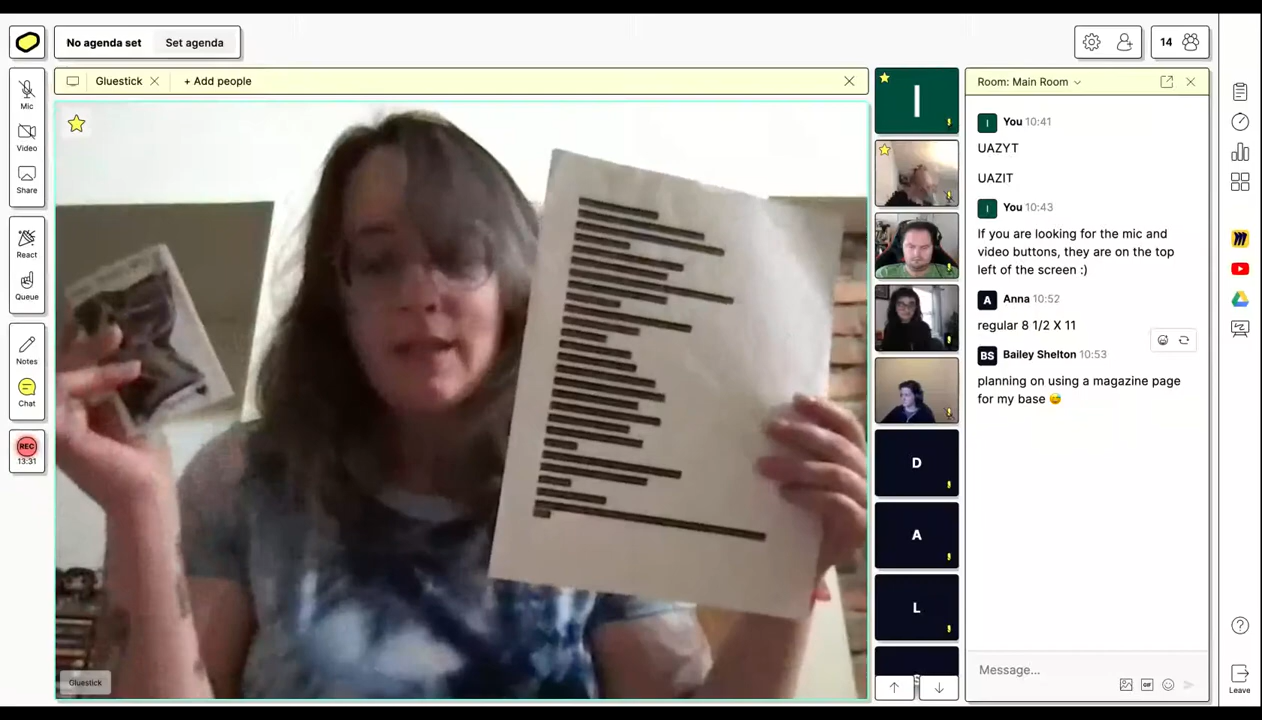 No agenda set
Set agenda
14
Mic
Video
Share
React
Queue
Notes
Chat
REC
13:31
Gluestick
+ Add people
Gluestick
I
D
A
L
Room: Main Room
I You 10:41
UAZYT
UAZIT
I You 10:43
If you are looking for the mic and
video buttons, they are on the top
left of the screen :)
A Anna 10:52
regular 8 1/2 X 11
BS Bailey Shelton 10:53
planning on using a magazine page
for my base 😅
Message...
GIF
Leave